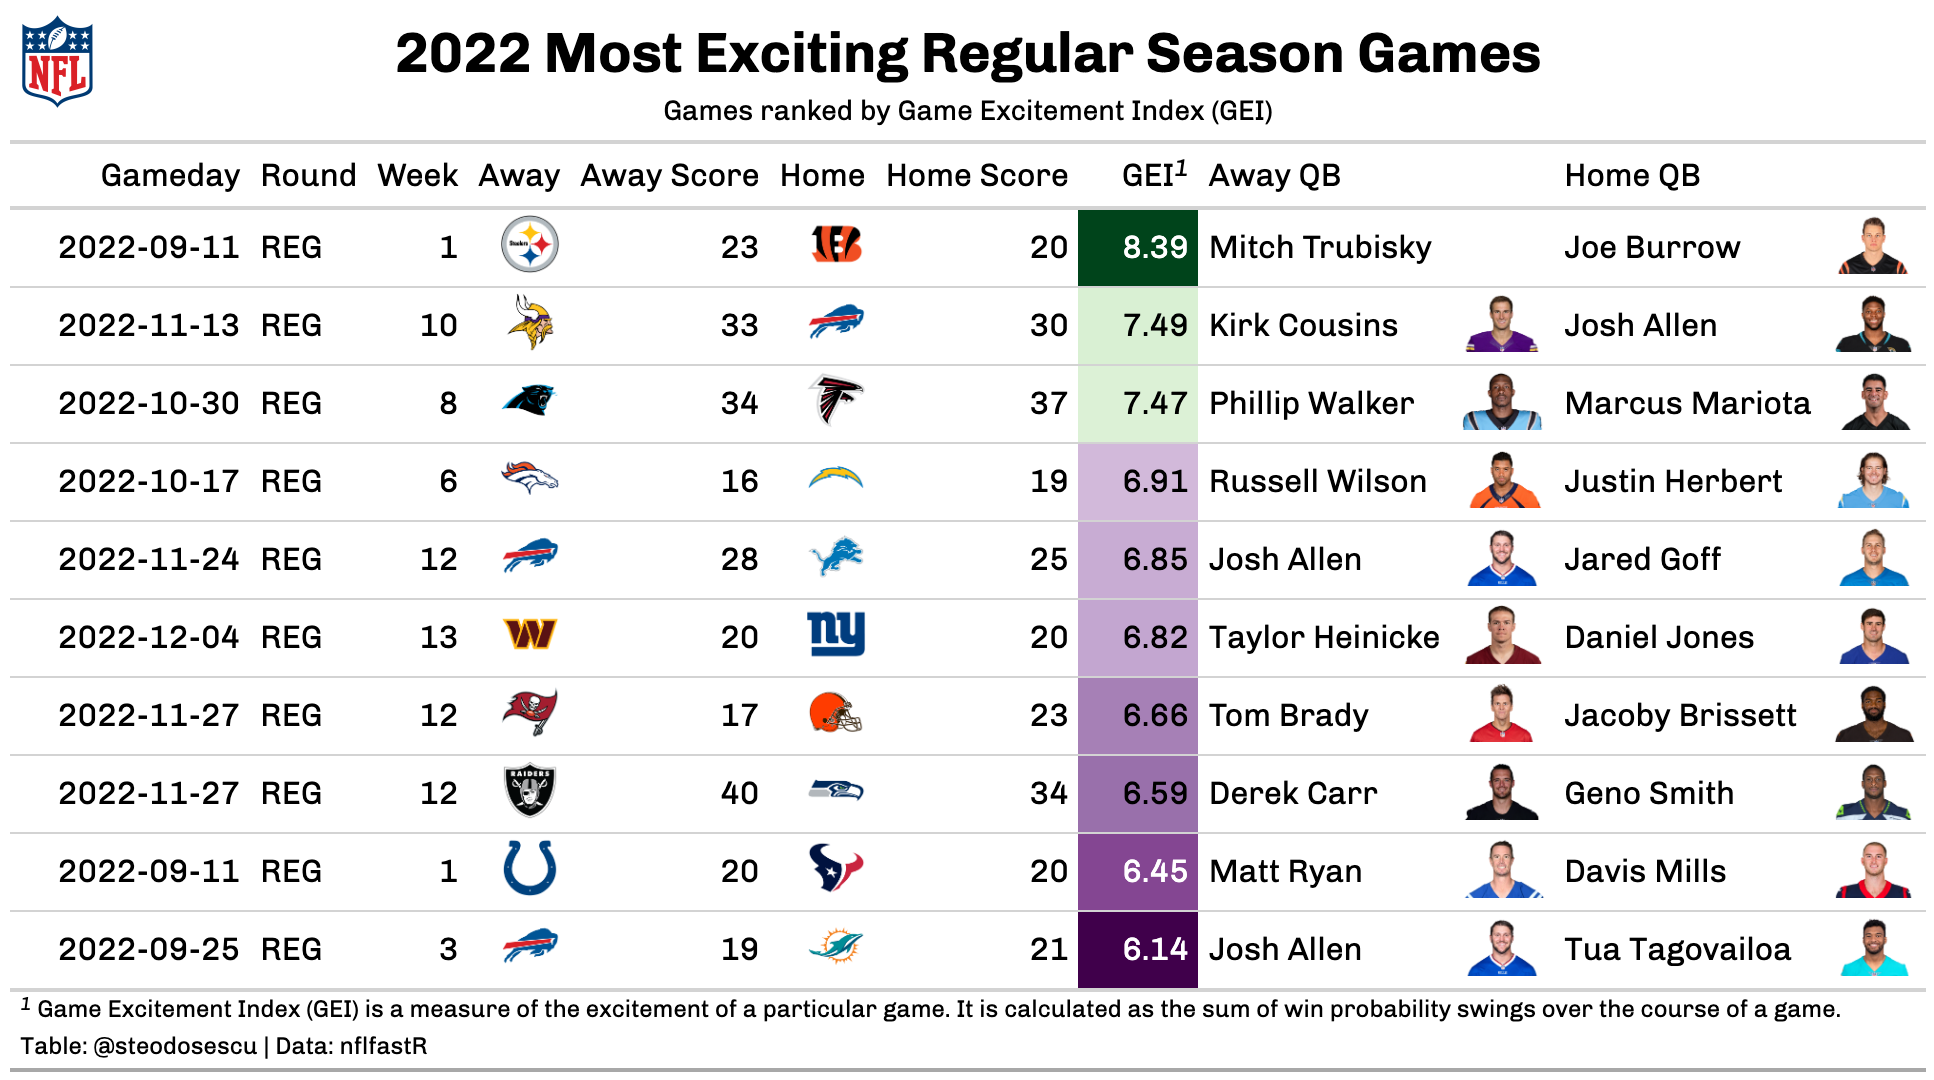 NFL
2022 Most Exciting Regular Season Games
Games ranked by Game Excitement Index (GEI)
Gameday Round Week Away Away Score Home Home Score GEI1 Away QB Home QB
2022-09-11 REG 1 Steelers 23 20 8.39 Mitch Trubisky Joe Burrow
2022-11-13 REG 10 33 30 7.49 Kirk Cousins Josh Allen
2022-10-30 REG 8 34 37 7.47 Phillip Walker Marcus Mariota
2022-10-17 REG 6 16 19 6.91 Russell Wilson Justin Herbert
2022-11-24 REG 12 28 25 6.85 Josh Allen Jared Goff
2022-12-04 REG 13 W 20 ny 20 6.82 Taylor Heinicke Daniel Jones
2022-11-27 REG 12 17 23 6.66 Tom Brady Jacoby Brissett
2022-11-27 REG 12 RAIDERS 40 34 6.59 Derek Carr Geno Smith
2022-09-11 REG 1 20 20 6.45 Matt Ryan Davis Mills
2022-09-25 REG 3 19 21 6.14 Josh Allen Tua Tagovailoa
1 Game Excitement Index (GEI) is a measure of the excitement of a particular game. It is calculated as the sum of win probability swings over the course of a game.
Table: @steodosescu | Data: nflfastR